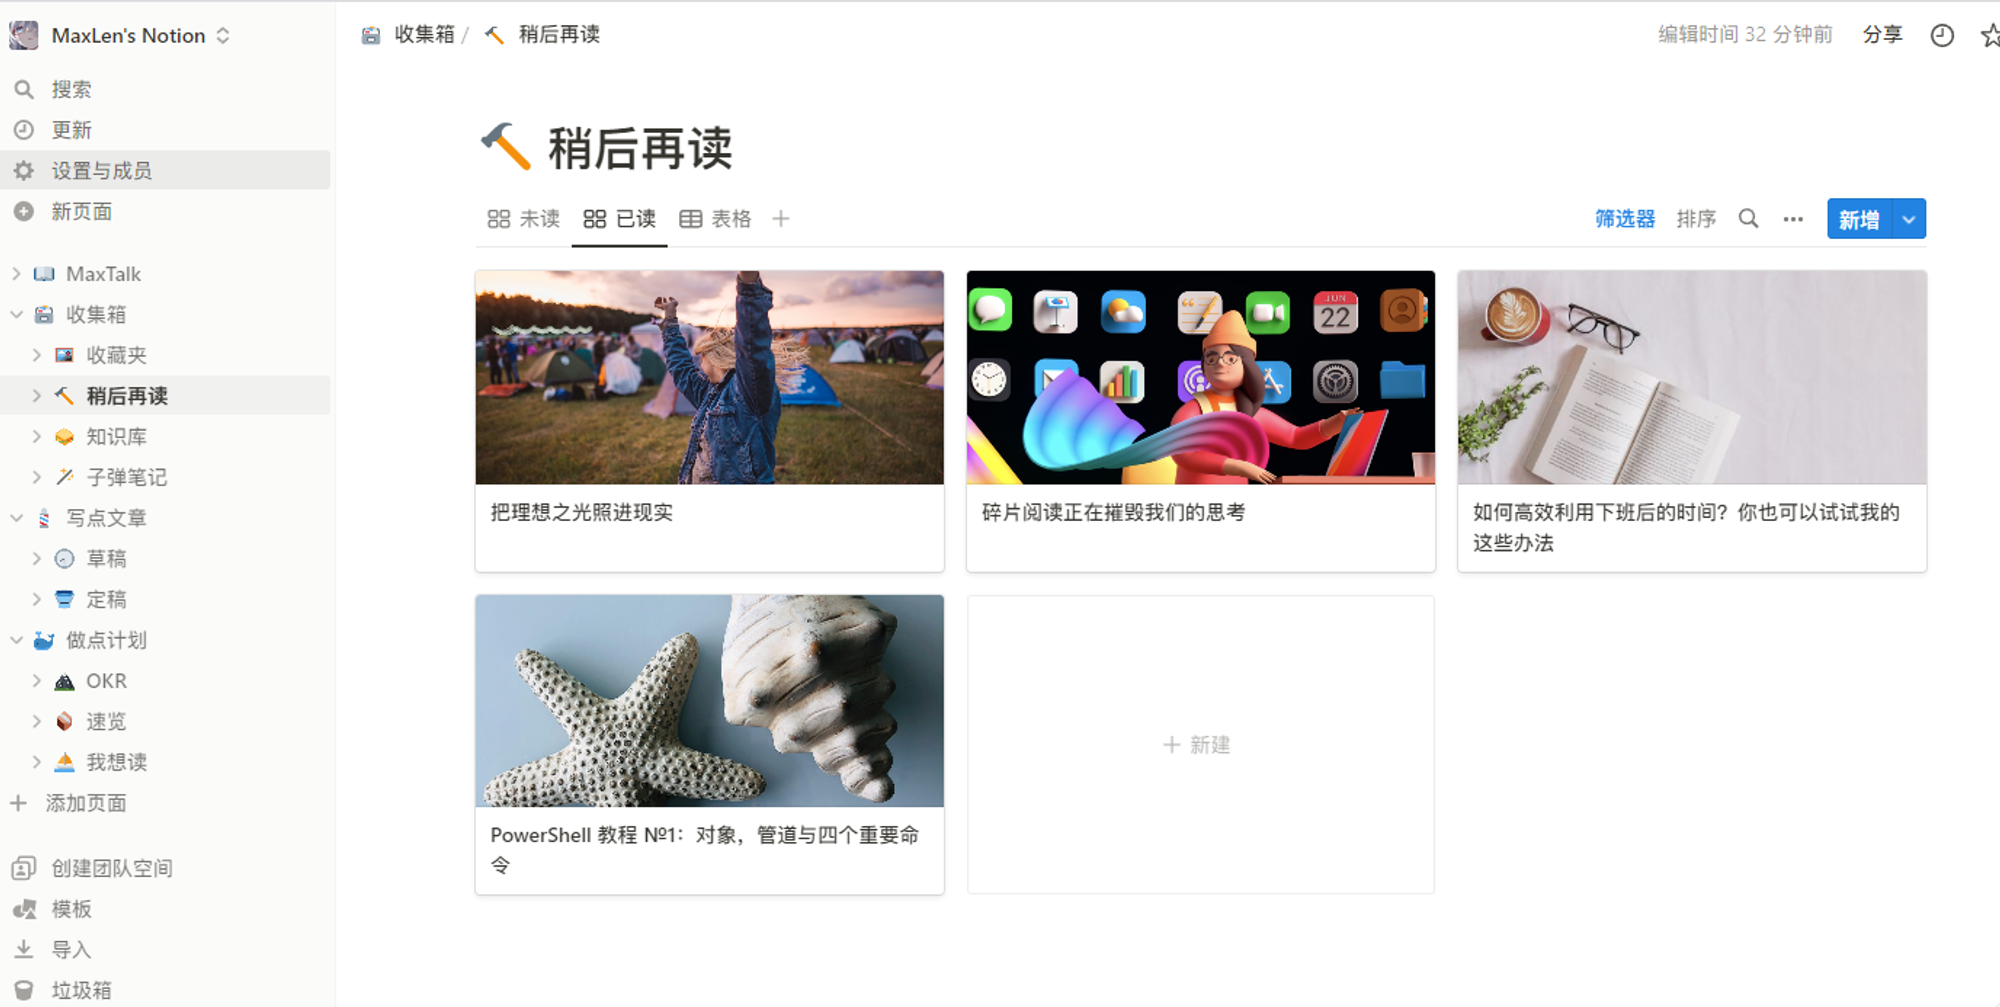 MaxLen's Notion
搜索
更新
设置与成员
新页面
MaxTalk
收集箱
收藏夹
稍后再读
知识库
子弹笔记
写点文章
草稿
定稿
做点计划
OKR
速览
我想读
添加页面
创建团队空间
模板
导入
垃圾箱
收集箱 / 稍后再读
编辑时间 32 分钟前 分享
稍后再读
未读 已读 表格
筛选器 排序 新增
JUN
22
把理想之光照进现实
碎片阅读正在摧毁我们的思考
如何高效利用下班后的时间？你也可以试试我的
这些办法
PowerShell 教程 №1：对象，管道与四个重要命
令
新建